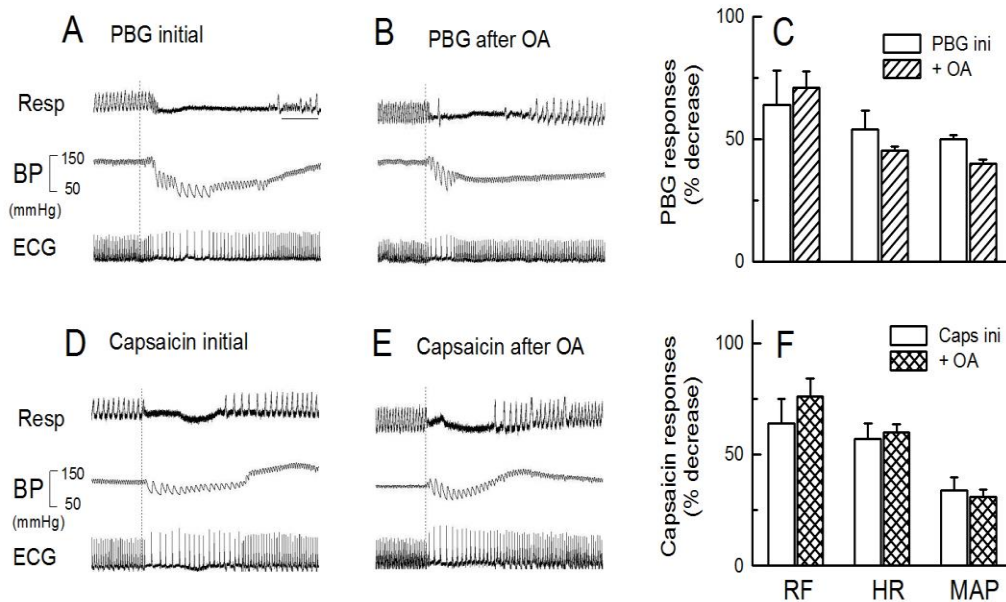 A PBG initial
Resp
BP 150
50
(mmHg)
ECG
B PBG after OA
C
PBG ini
+ OA
PBG responses
(% decrease)
100
50
0
D Capsaicin initial
Resp
BP 150
50
(mmHg)
ECG
E Capsaicin after OA
F
Caps ini
+ OA
Capsaicin responses
(% decrease)
100
50
0
RF HR MAP